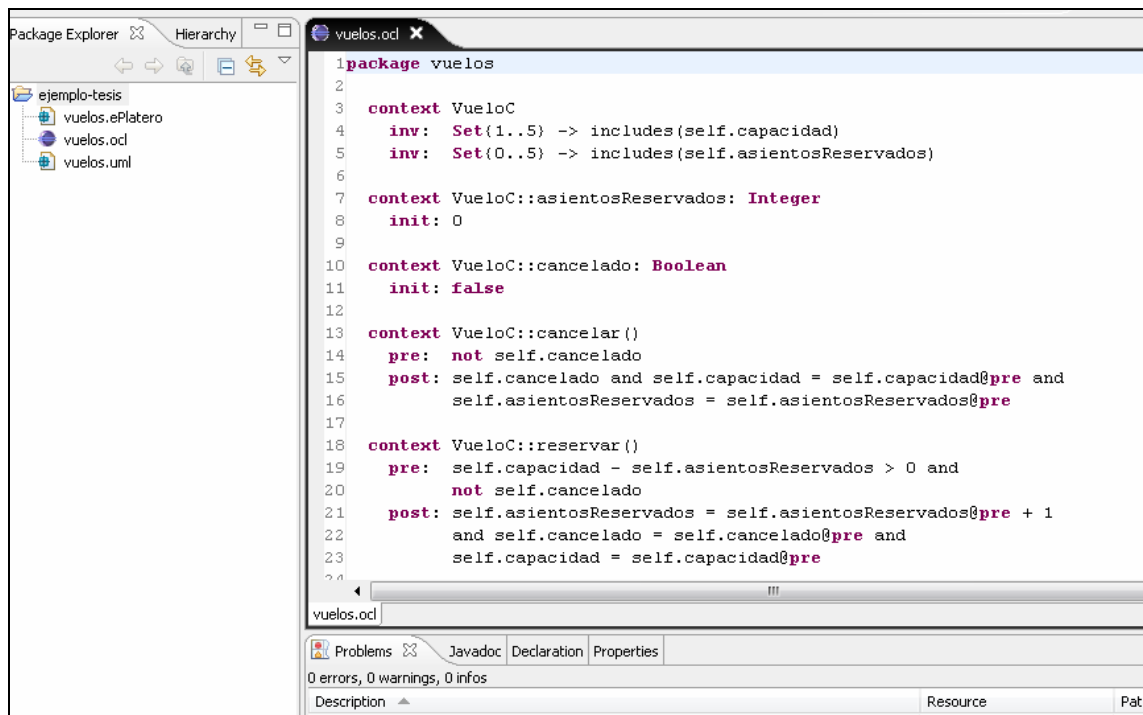 Package Explorer Hierarchy
ejemplo-tesis
vuelos.ePlatero
vuelos.ocl
vuelos.uml
vuelos.ocl
1package vuelos
2
3 context VueloC
4 inv: Set{1..5} -> includes(self.capacidad)
5 inv: Set{0..5} -> includes(self.asientosReservados)
6
7 context VueloC::asientosReservados: Integer
8 init: 0
9
10 context VueloC::cancelado: Boolean
11 init: false
12
13 context VueloC::cancelar()
14 pre: not self.cancelado
15 post: self.cancelado and self.capacidad = self.capacidad@pre and
16 self.asientosReservados = self.asientosReservados@pre
17
18 context VueloC::reservar()
19 pre: self.capacidad - self.asientosReservados > 0 and
20 not self.cancelado
21 post: self.asientosReservados = self.asientosReservados@pre + 1
22 and self.cancelado = self.cancelado@pre and
23 self.capacidad = self.capacidad@pre
24
vuelos.ocl
Problems Javadoc Declaration Properties
0 errors, 0 warnings, 0 infos
Description Resource Pat